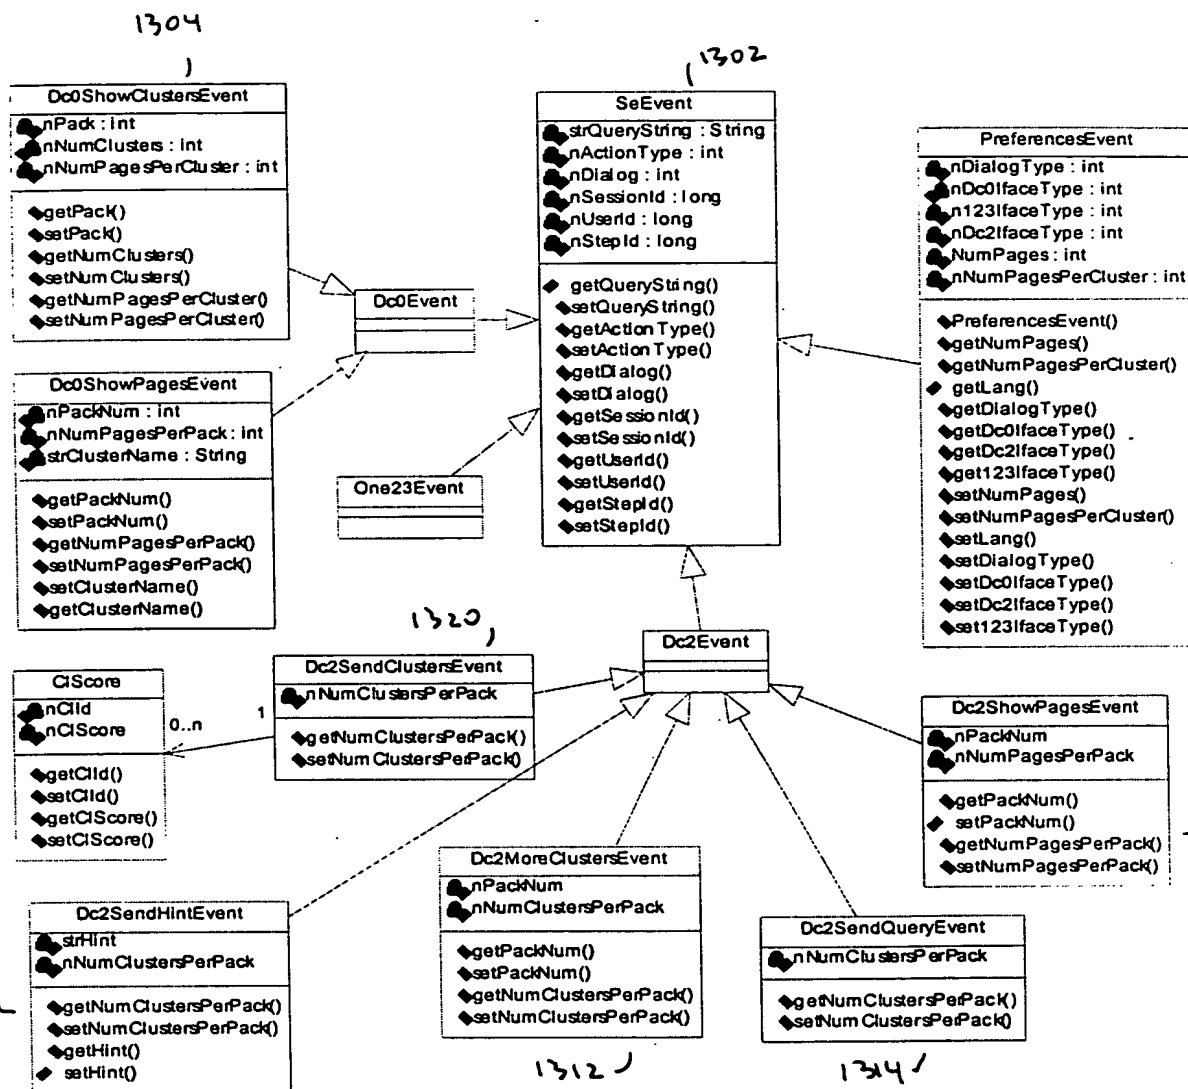 1304
Dc0ShowClustersEvent
nPack : int
nNumClusters : int
nNumPagesPerCluster : int
getPack()
setPack()
getNumClusters()
setNumClusters()
getNumPagesPerCluster()
setNumPagesPerCluster()
1302
SeEvent
strQueryString : String
nActionType : int
nDialog : int
nSessionId : long
nUserId : long
nStepId : long
getQueryString()
setQueryString()
getActionType()
setActionType()
getDialog()
setDialog()
getSessionId()
setSessionId()
getUserId()
setUserId()
getStepId()
setStepId()
PreferencesEvent
nDialogType : int
nDc0IfaceType : int
n123IfaceType : int
nDc2IfaceType : int
NumPages : int
nNumPagesPerCluster : int
PreferencesEvent()
getNumPages()
getNumPagesPerCluster()
getLang()
getDialogType()
getDc0IfaceType()
getDc2IfaceType()
get123IfaceType()
setNumPages()
setNumPagesPerCluster()
setLang()
setDialogType()
setDc0IfaceType()
setDc2IfaceType()
set123IfaceType()
Dc0Event
Dc0ShowPagesEvent
nPackNum : int
nNumPagesPerPack : int
strClusterName : String
getPackNum()
setPackNum()
getNumPagesPerPack()
setNumPagesPerPack()
setClusterName()
getClusterName()
One23Event
1320
Dc2Event
ClScore
nClId
nClScore
getClId()
setClId()
getClScore()
setClScore()
0..n
1
Dc2SendClustersEvent
nNumClustersPerPack
getNumClustersPerPack()
setNumClustersPerPack()
Dc2ShowPagesEvent
nPackNum
nNumPagesPerPack
getPackNum()
setPackNum()
getNumPagesPerPack()
setNumPagesPerPack()
Dc2SendHintEvent
strHint
nNumClustersPerPack
getNumClustersPerPack()
setNumClustersPerPack()
getHint()
setHint()
Dc2MoreClustersEvent
nPackNum
nNumClustersPerPack
getPackNum()
setPackNum()
getNumClustersPerPack()
setNumClustersPerPack()
1312
Dc2SendQueryEvent
nNumClustersPerPack
getNumClustersPerPack()
setNumClustersPerPack()
1314